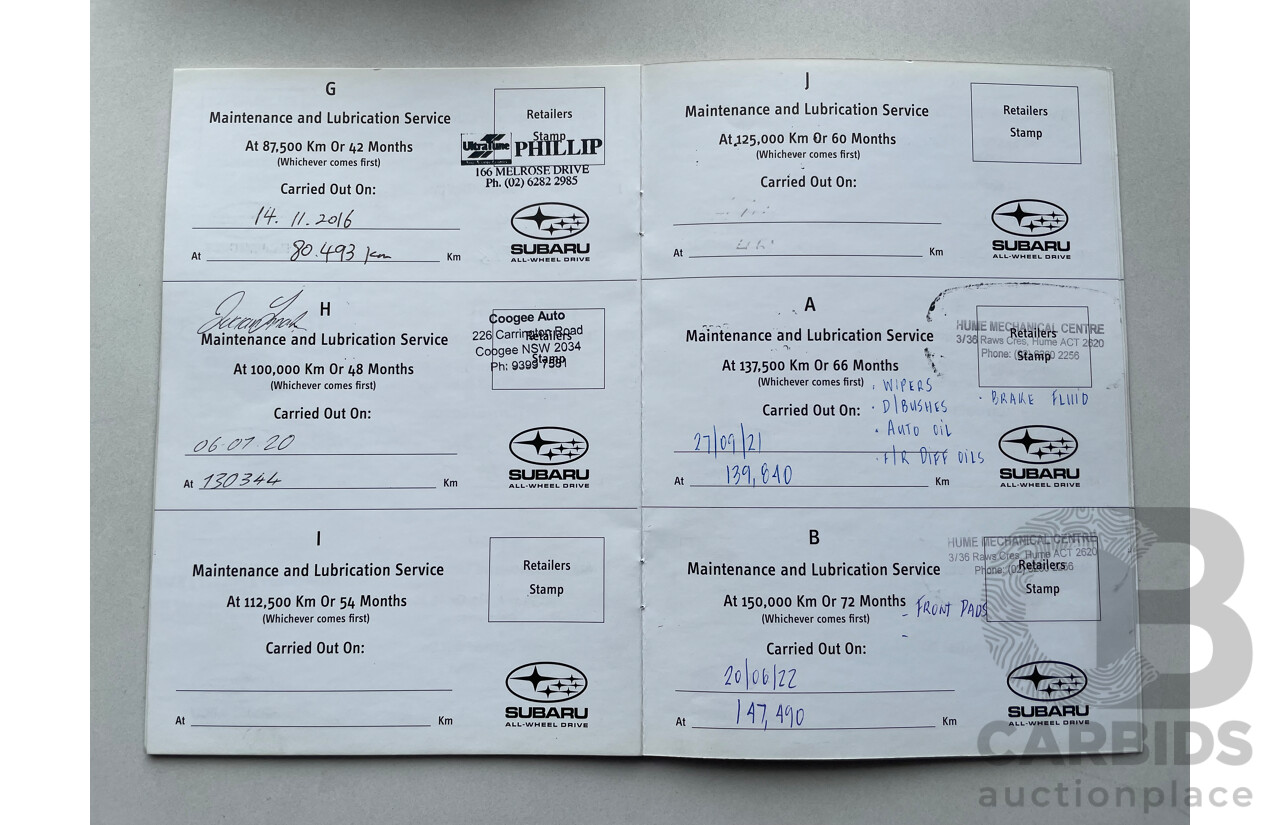 G
Maintenance and Lubrication Service
At 87,500 Km Or 42 Months
(Whichever comes first)
Carried Out On:
14.11.2016
At 80.493 km Km
Retailers
Stamp
UltraTune PHILLIP
166 MELROSE DRIVE
Ph. (02) 6282 2985
SUBARU
ALL-WHEEL DRIVE
H
Maintenance and Lubrication Service
At 100,000 Km Or 48 Months
(Whichever comes first)
Carried Out On:
06 07 20
At 130344 Km
Coogee Auto
226 Carrington Road
Retailers
Coogee NSW 2034
Stamp
Ph: 9399 7581
SUBARU
ALL-WHEEL DRIVE
I
Maintenance and Lubrication Service
At 112,500 Km Or 54 Months
(Whichever comes first)
Carried Out On:
At Km
Retailers
Stamp
SUBARU
ALL-WHEEL DRIVE
J
Maintenance and Lubrication Service
At 125,000 Km Or 60 Months
(Whichever comes first)
Carried Out On:
At Km
Retailers
Stamp
SUBARU
ALL-WHEEL DRIVE
A
Maintenance and Lubrication Service
At 137,500 Km Or 66 Months
(Whichever comes first)
Carried Out On:
27/09/21
At 139,840 Km
HUME MECHANICAL CENTRE
Retailers
3/36 Raws Cres, Hume ACT 2620
Stamp
Phone: (02) 2256
· WIPERS
· D/BUSHES
· AUTO OIL
· F/R DIFF OILS
· BRAKE FLUID
SUBARU
ALL-WHEEL DRIVE
B
Maintenance and Lubrication Service
At 150,000 Km Or 72 Months
(Whichever comes first)
Carried Out On:
20/06/22
At 147,490 Km
HUME MECHANICAL CENTRE
3/36 Raws Cres, Hume ACT 2620
Retailers
Phone: (02)
Stamp
- FRONT PADS
SUBARU
ALL-WHEEL DRIVE
CARBIDS
auctionplace